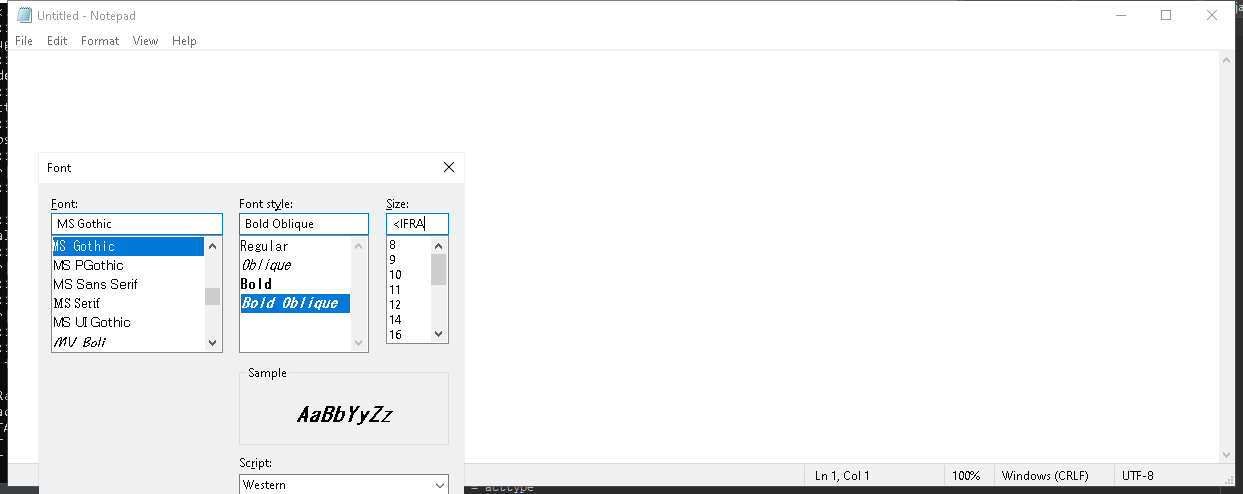 Untitled - Notepad
File Edit Format View Help
Font
Font:
MS Gothic
MS Gothic
MS PGothic
MS Sans Serif
MS Serif
MS UI Gothic
MV Boli
Font style:
Bold Oblique
Regular
Oblique
Bold
Bold Oblique
Size:
<IFRA
8
9
10
11
12
14
16
Sample
AaBbYyZz
Script:
Western
Ln 1, Col 1 100% Windows (CRLF) UTF-8
= acttype